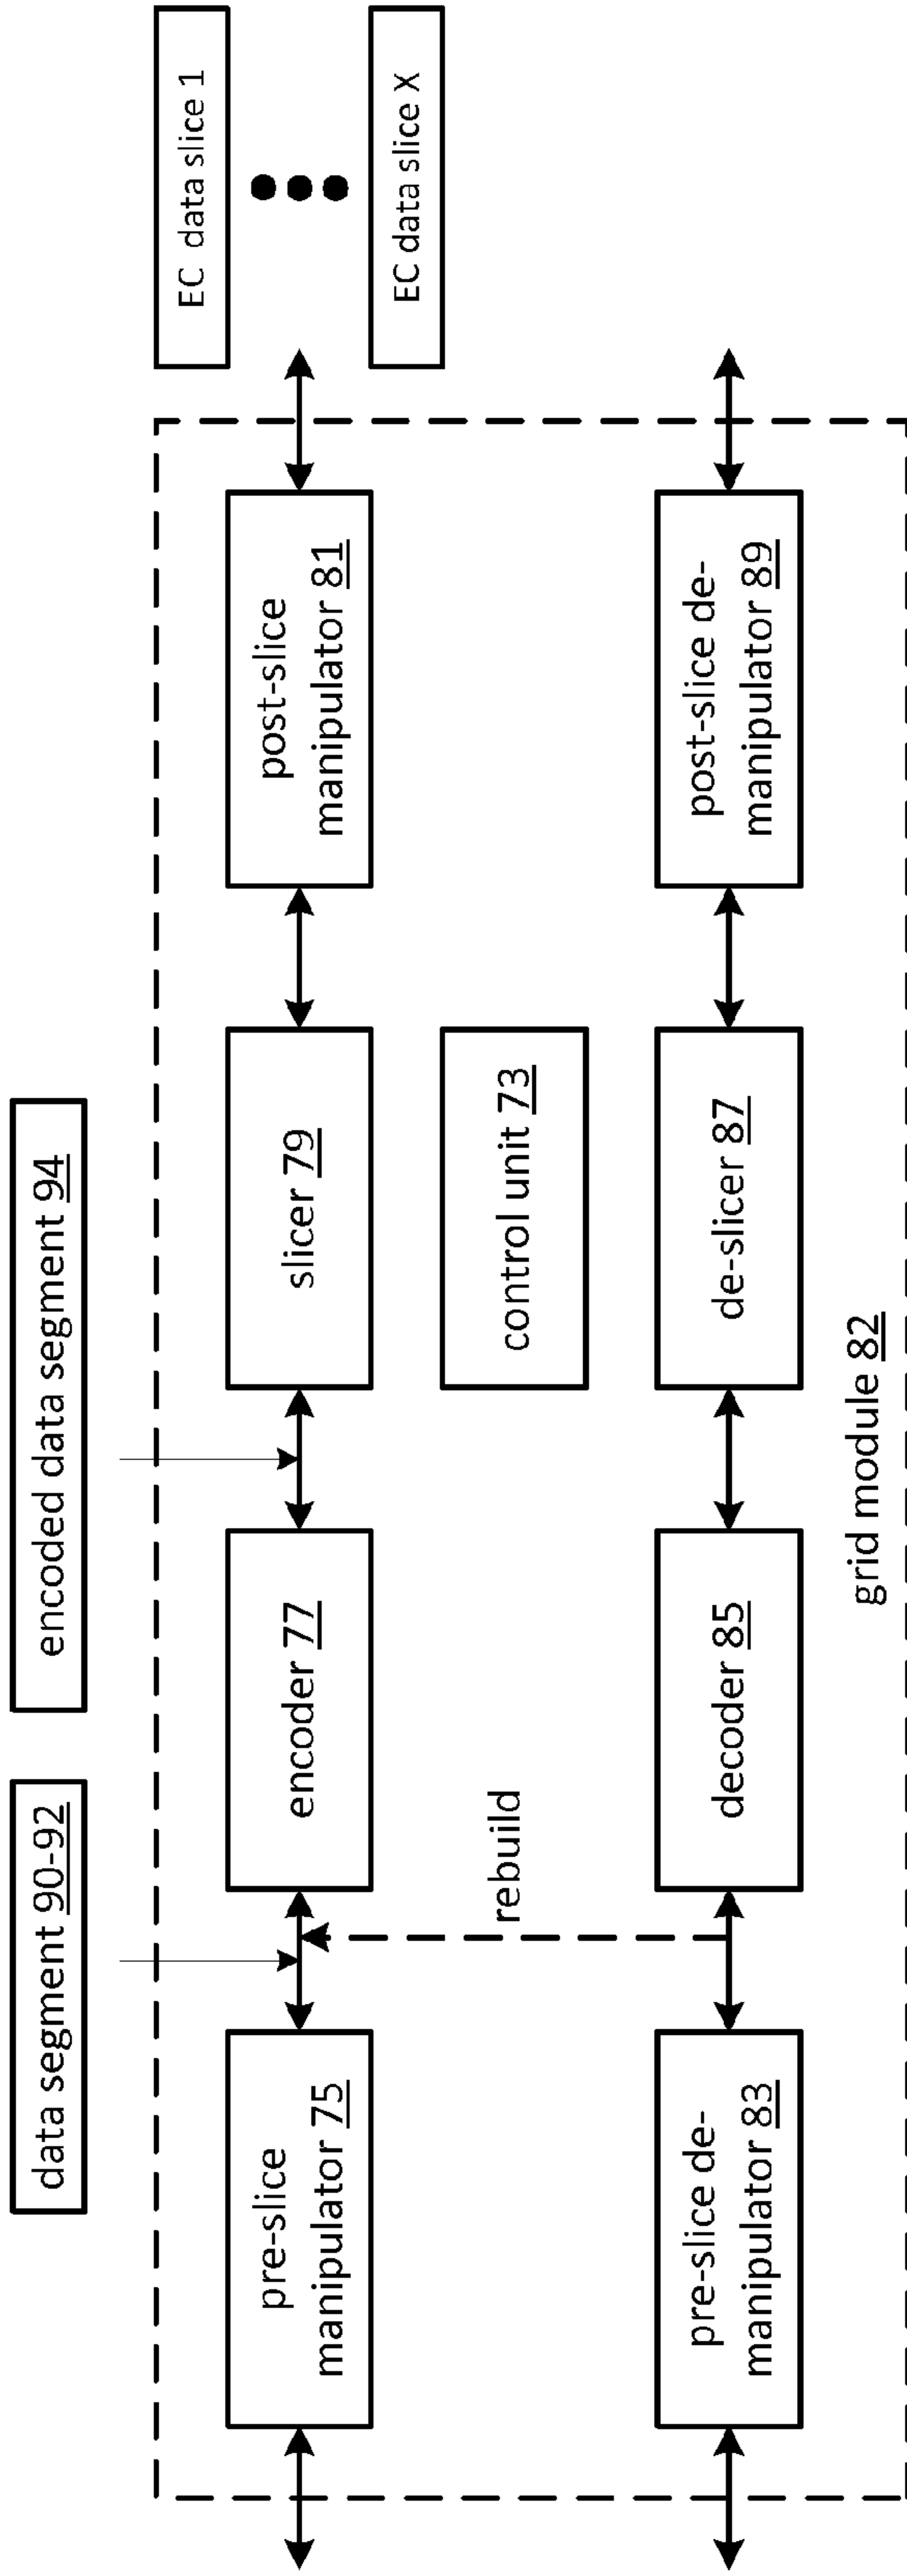 data segment 90-92
encoded data segment 94
EC data slice 1
EC data slice X
pre-slice
manipulator 75
encoder 77
slicer 79
post-slice
manipulator 81
rebuild
control unit 73
pre-slice de-
manipulator 83
decoder 85
de-slicer 87
post-slice de-
manipulator 89
grid module 82